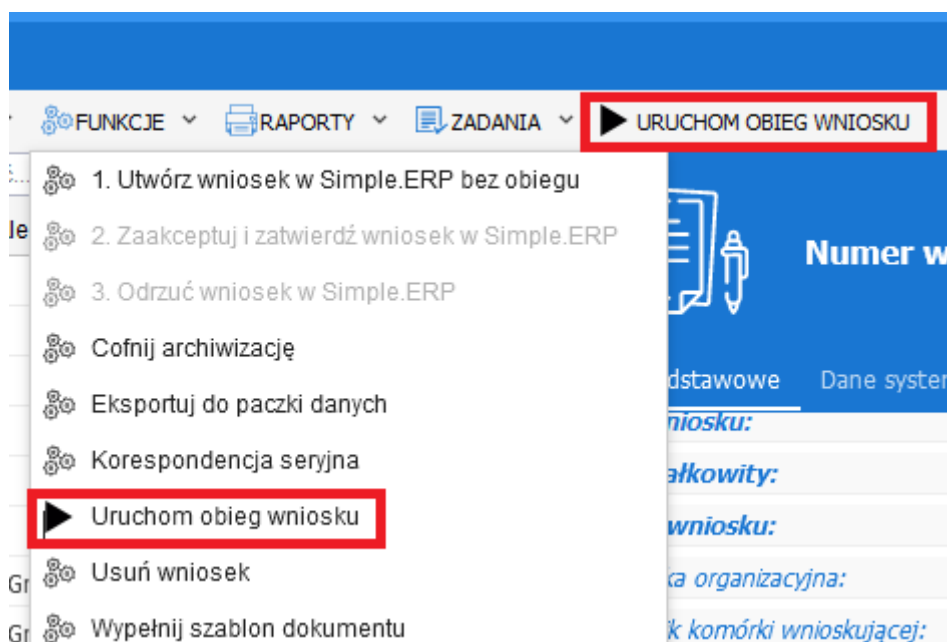 FUNKCJE RAPORTY ZADANIA URUCHOM OBIEG WNIOSKU
1. Utwórz wniosek w Simple.ERP bez obiegu
2. Zaakceptuj i zatwierdź wniosek w Simple.ERP
3. Odrzuć wniosek w Simple.ERP
Cofnij archiwizację
Eksportuj do paczki danych
Korespondencja seryjna
Uruchom obieg wniosku
Usuń wniosek
Wypełnij szablon dokumentu
Numer w
dstawowe Dane syster
niosku:
ałkowity:
wniosku:
ka organizacyjna:
k komórki wnioskującej: